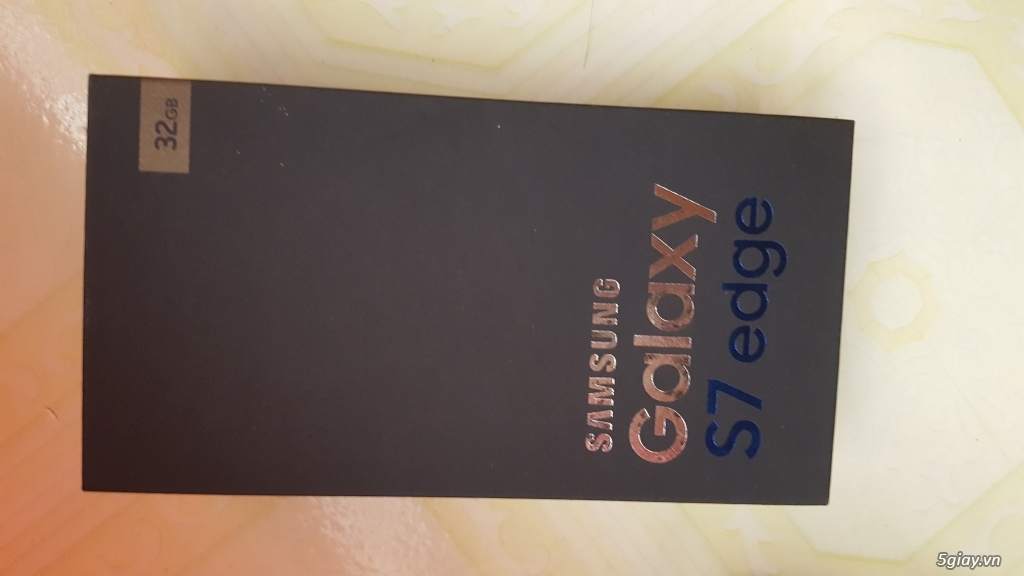 32GB
SAMSUNG
Galaxy
S7 edge
5giay.vn